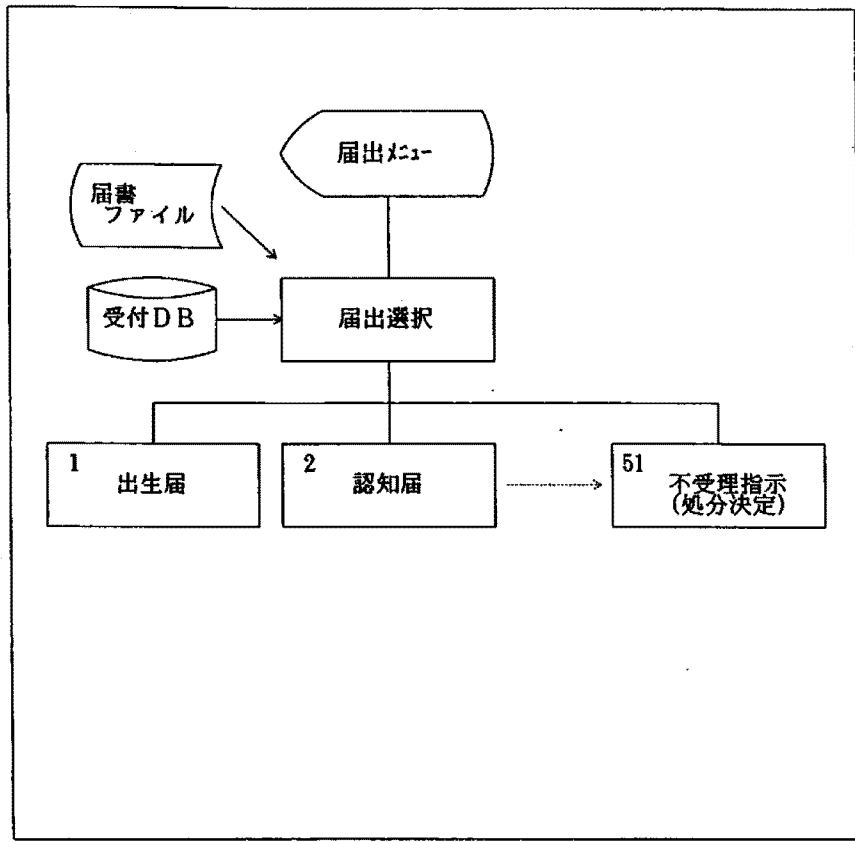 届出ﾒﾆｭｰ
届書
ファイル
受付ＤＢ
届出選択
1
出生届
2
認知届
51
不受理指示
(処分決定)